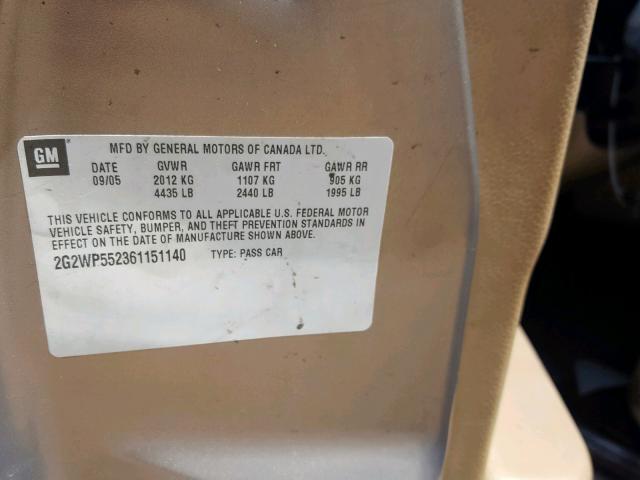 GM
MFD BY GENERAL MOTORS OF CANADA LTD.
DATE GVWR GAWR FRT GAWR RR
09/05 2012 KG 1107 KG 905 KG
4435 LB 2440 LB 1995 LB
THIS VEHICLE CONFORMS TO ALL APPLICABLE U.S. FEDERAL MOTOR
VEHICLE SAFETY, BUMPER, AND THEFT PREVENTION STANDARDS IN
EFFECT ON THE DATE OF MANUFACTURE SHOWN ABOVE.
2G2WP552361151140 TYPE: PASS CAR